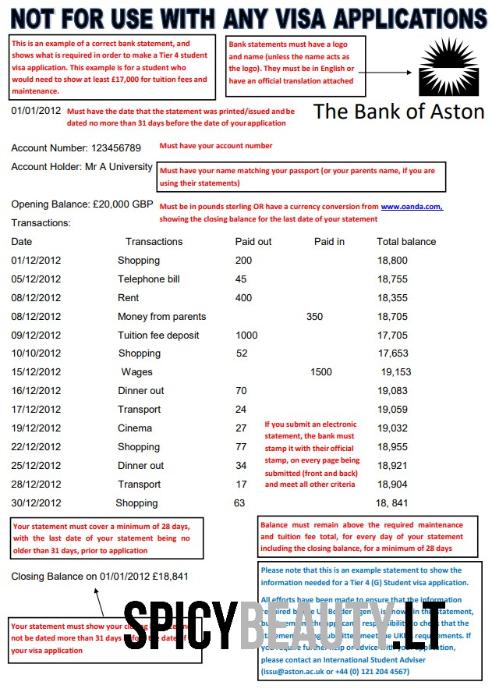 NOT FOR USE WITH ANY VISA APPLICATIONS
This is an example of a correct bank statement, and
shows what is required in order to make a Tier 4 student
visa application. This example is for a student who
would need to show at least £17,000 for tuition fees and
maintenance.
Bank statements must have a logo
and name (unless the name acts as
the logo). They must be in English or
have an official translation attached
01/01/2012 Must have the date that the statement was printed/issued and be
dated no more than 31 days before the date of your application
The Bank of Aston
Account Number: 123456789 Must have your account number
Account Holder: Mr A University Must have your name matching your passport (or your parents name, if you are
using their statements)
Opening Balance: £20,000 GBP Must be in pounds sterling OR have a currency conversion from www.oanda.com,
showing the closing balance for the last date of your statement
Transactions:
Date Transactions Paid out Paid in Total balance
01/12/2012 Shopping 200 18,800
05/12/2012 Telephone bill 45 18,755
08/12/2012 Rent 400 18,355
08/12/2012 Money from parents 350 18,705
09/12/2012 Tuition fee deposit 1000 17,705
10/10/2012 Shopping 52 17,653
15/12/2012 Wages 1500 19,153
16/12/2012 Dinner out 70 19,083
17/12/2012 Transport 24 19,059
19/12/2012 Cinema 27 19,032
22/12/2012 Shopping 77 18,955
25/12/2012 Dinner out 34 18,921
28/12/2012 Transport 17 18,904
30/12/2012 Shopping 63 18, 841
If you submit an electronic
statement, the bank must
stamp it with their official
stamp, on every page being
submitted (front and back)
and meet all other criteria
Your statement must cover a minimum of 28 days,
with the last date of your statement being no
older than 31 days, prior to application
Balance must remain above the required maintenance
and tuition fee total, for every day of your statement
including the closing balance, for a minimum of 28 days
Closing Balance on 01/01/2012 £18,841
Your statement must show your
not be dated more than 31 days
your visa application
Please note that this is an example statement to show the
information needed for a Tier 4 (G) Student visa application.
All efforts have been made to ensure that the information
required by the
please contact an International Student Adviser
(issu@aston.ac.uk or +44 (0) 121 204 4567)
SPICYBEAUTY.LT